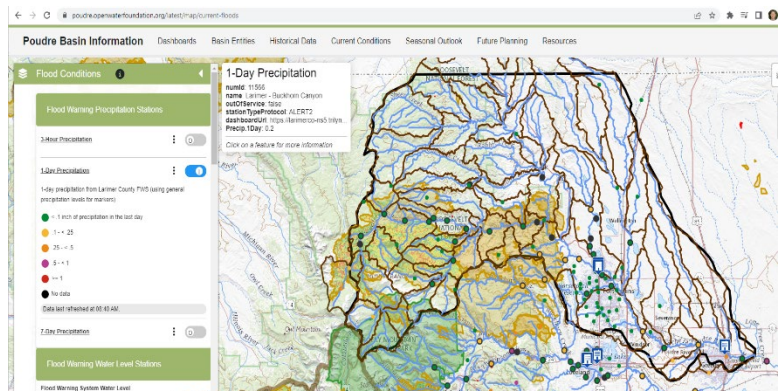 poudre.openwaterfoundation.org/latest/map/current-floods
Poudre Basin Information
Dashboards
Basin Entities
Historical Data
Current Conditions
Seasonal Outlook
Future Planning
Resources
Flood Conditions
Flood Warning Precipitation Stations
3-Hour Precipitation
1-Day Precipitation
1-day precipitation from Larimer County FWS (using general
precipitation levels for markers)
< .1 inch of precipitation in the last day
.1 - < .25
.25 - < .5
.5 - < 1
>= 1
No data
Data last refreshed at 08:40 AM.
7-Day Precipitation
Flood Warning Water Level Stations
Flood Warning System Water Level
1-Day Precipitation
numId: 11566
name: Larimer - Buckhorn Canyon
outOfService: false
stationTypeProtocol: ALERT2
Precip.1Day: 0.2
Click on a feature for more information
ROOSEVELT
Michigan River
Wellington
Windsor